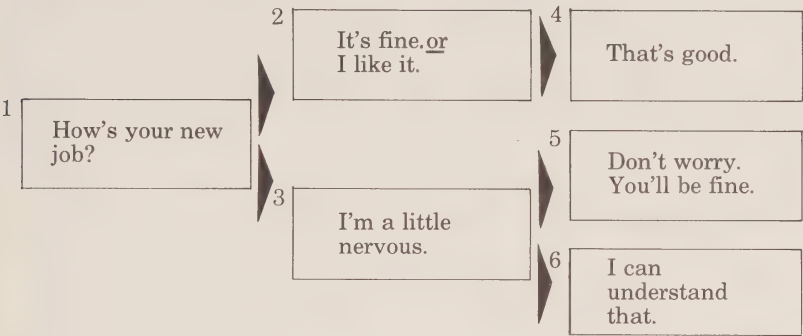 1
How's your new
job?
2
It's fine. or
I like it.
3
I'm a little
nervous.
4
That's good.
5
Don't worry.
You'll be fine.
6
I can
understand
that.